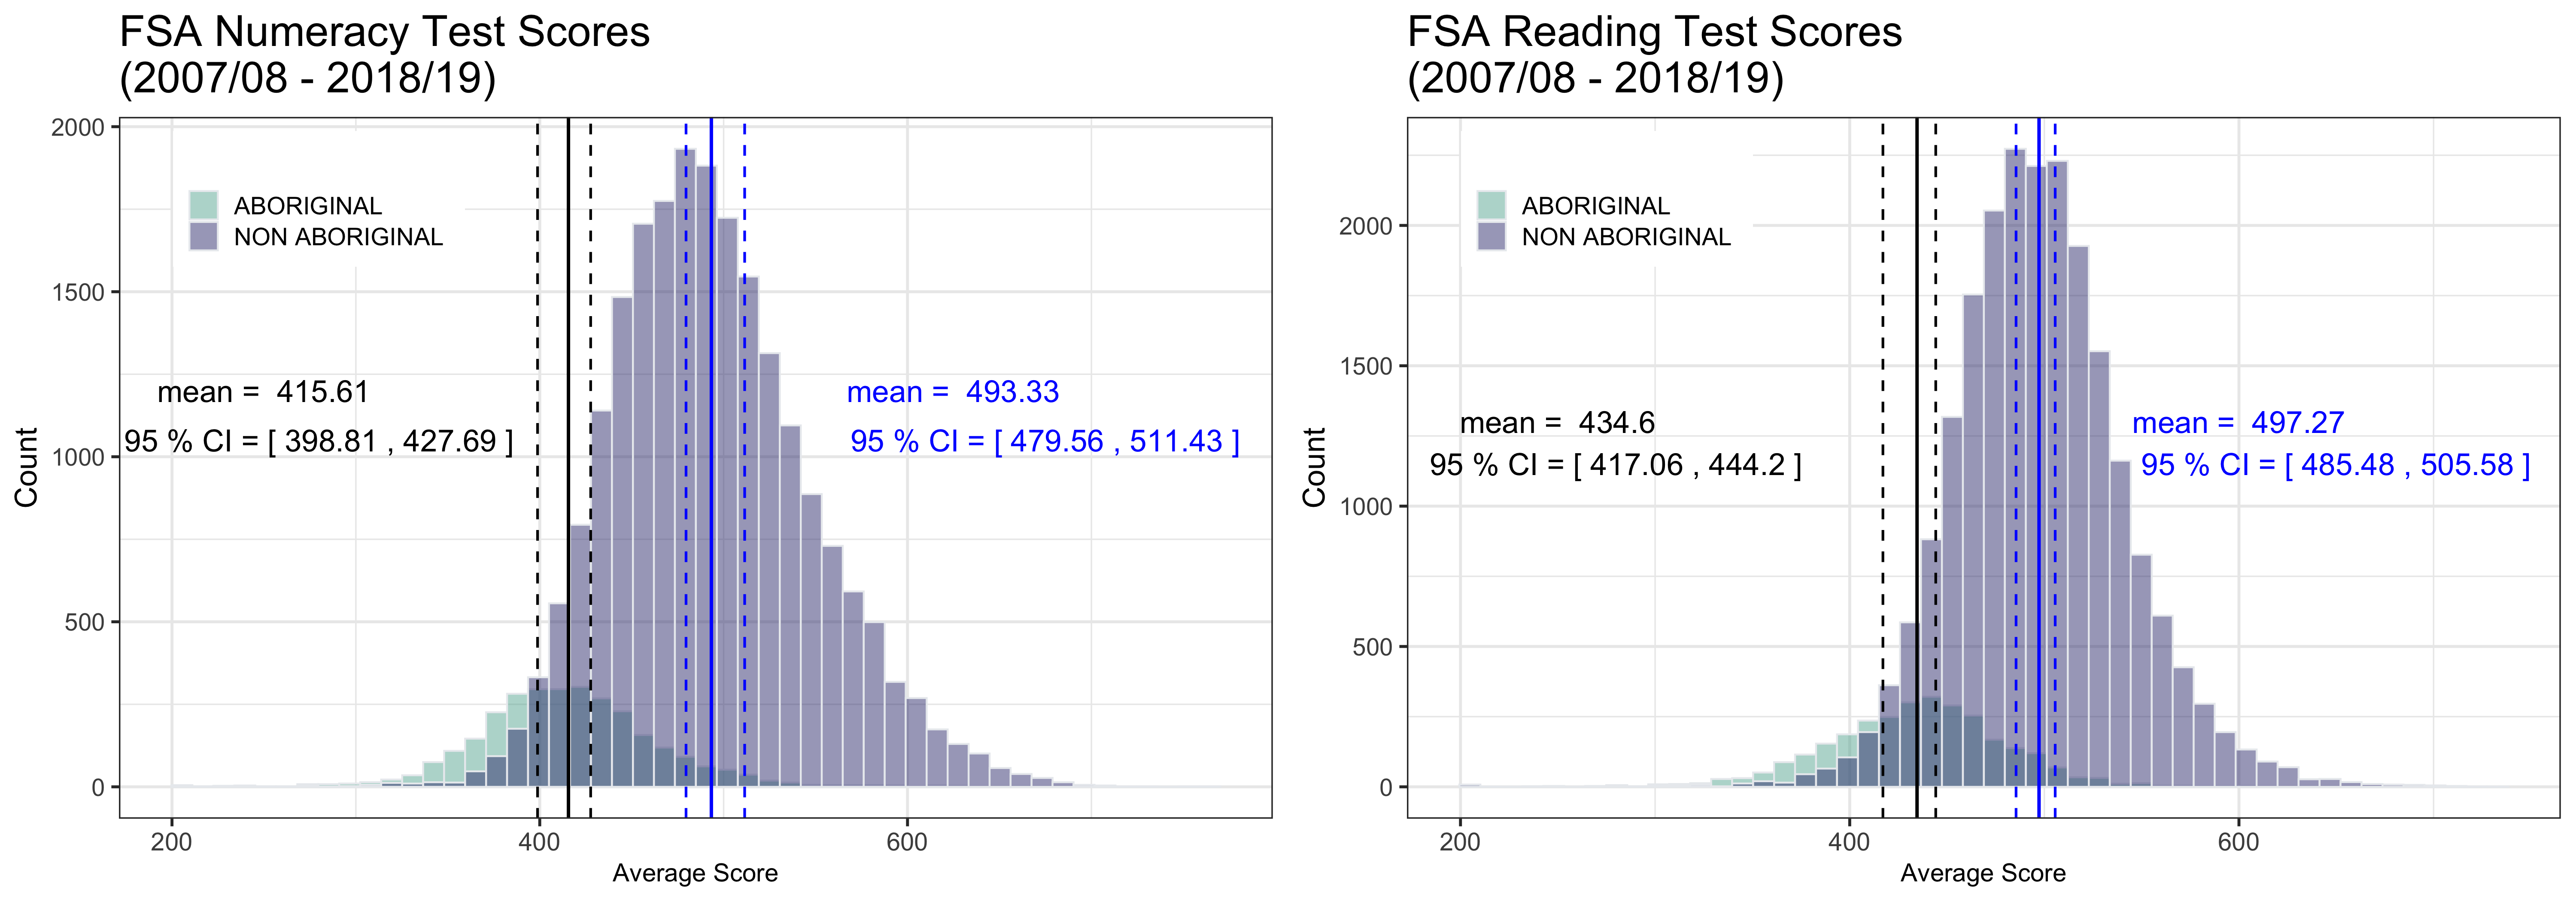 FSA Numeracy Test Scores
(2007/08 - 2018/19)
2000
1500
1000
500
0
Count
ABORIGINAL
NON ABORIGINAL
mean =  415.61
95 % CI = [ 398.81 , 427.69 ]
mean =  493.33
95 % CI = [ 479.56 , 511.43 ]
200 400 600
Average Score
FSA Reading Test Scores
(2007/08 - 2018/19)
2000
1500
1000
500
0
Count
ABORIGINAL
NON ABORIGINAL
mean =  434.6
95 % CI = [ 417.06 , 444.2 ]
mean =  497.27
95 % CI = [ 485.48 , 505.58 ]
200 400 600
Average Score